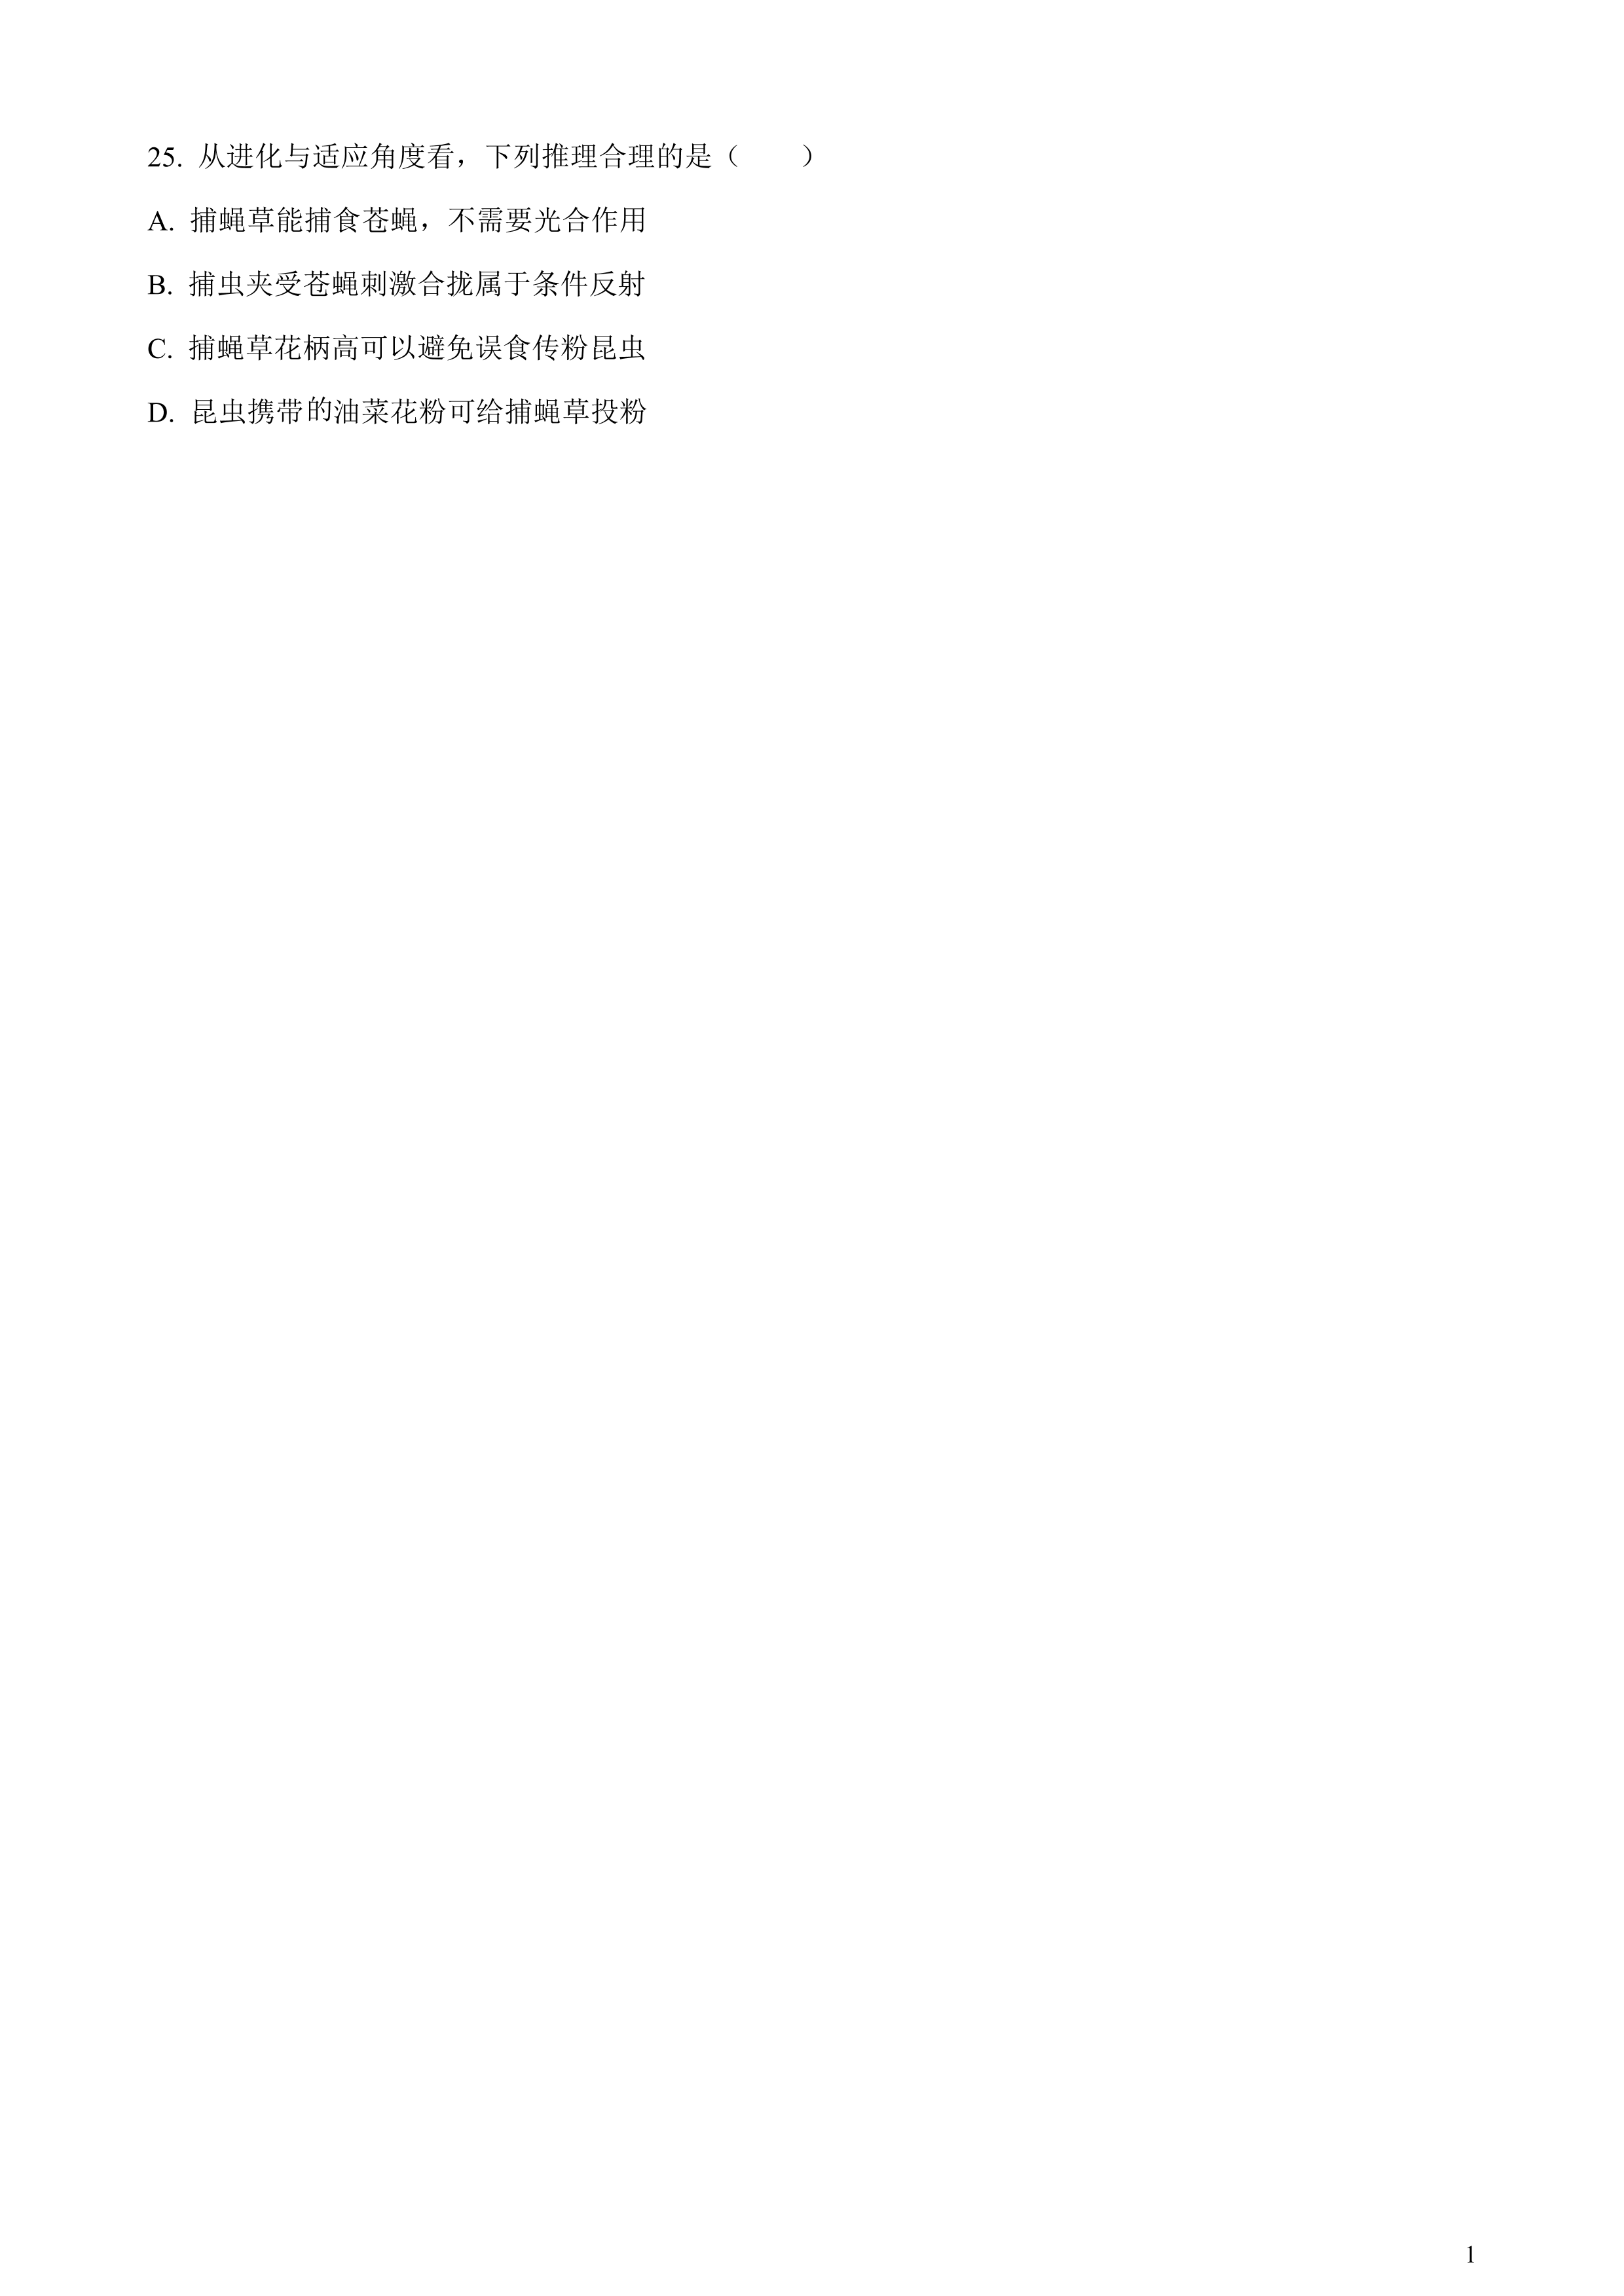 25. 从进化与适应角度看，下列推理合理的是（　　）
A. 捕蝇草能捕食苍蝇，不需要光合作用
B. 捕虫夹受苍蝇刺激合拢属于条件反射
C. 捕蝇草花柄高可以避免误食传粉昆虫
D. 昆虫携带的油菜花粉可给捕蝇草投粉
1